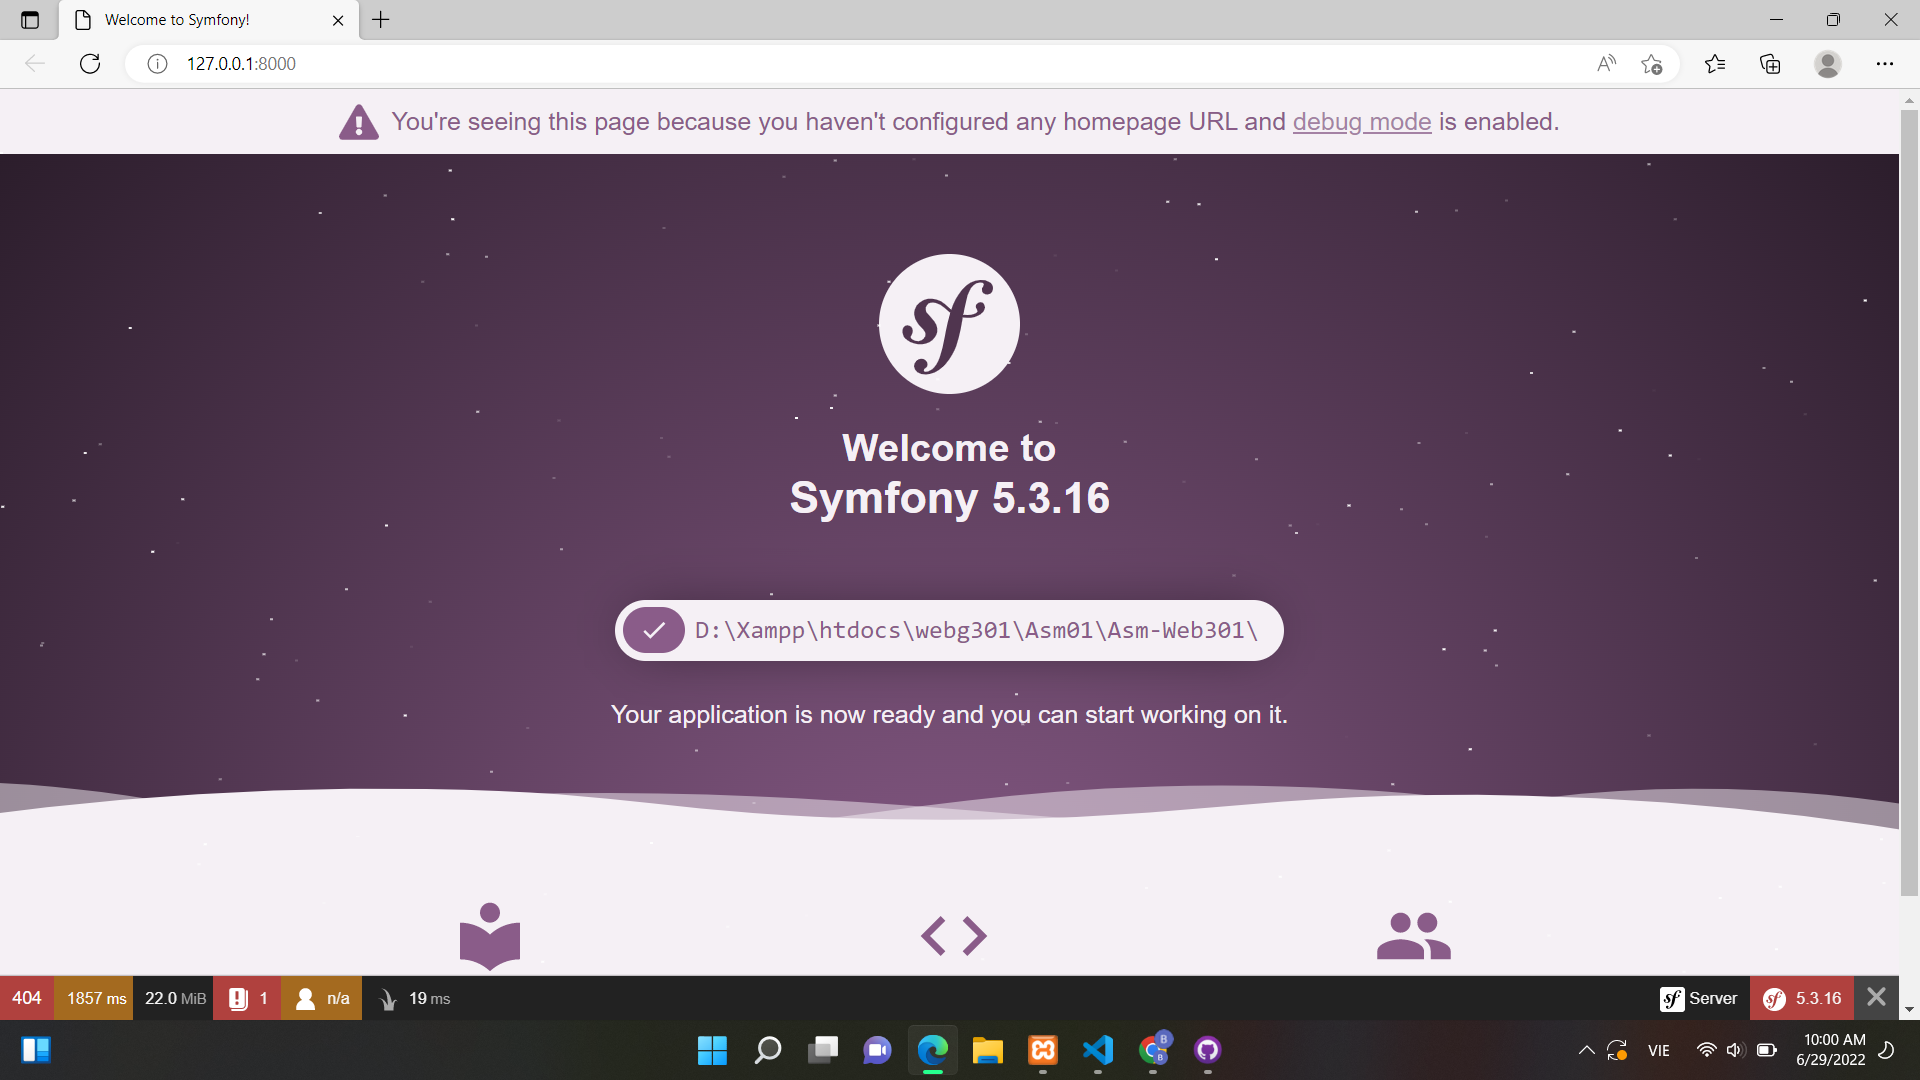 Welcome to Symfony!
127.0.0.1:8000
You're seeing this page because you haven't configured any homepage URL and debug mode is enabled.
sf
Welcome to
Symfony 5.3.16
D:\Xampp\htdocs\webg301\Asm01\Asm-Web301\
Your application is now ready and you can start working on it.
404 1857 ms 22.0 MiB 1 n/a 19 ms sf Server sf 5.3.16
B
B
VIE
10:00 AM
6/29/2022